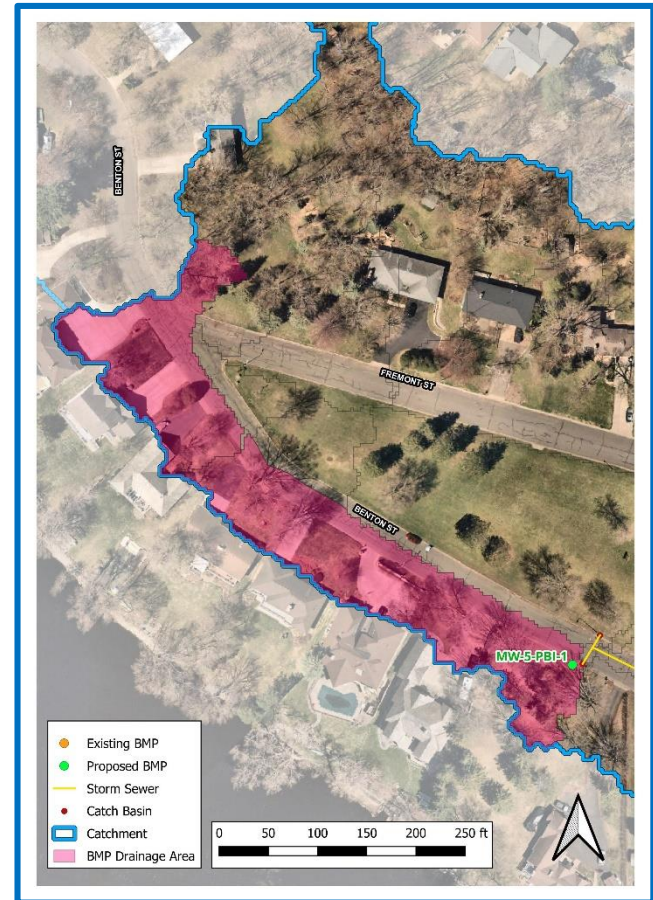 BENTON ST
FREMONT ST
BENTON ST
MW-5-PBI-1
Existing BMP
Proposed BMP
Storm Sewer
Catch Basin
Catchment
BMP Drainage Area
0 50 100 150 200 250 ft